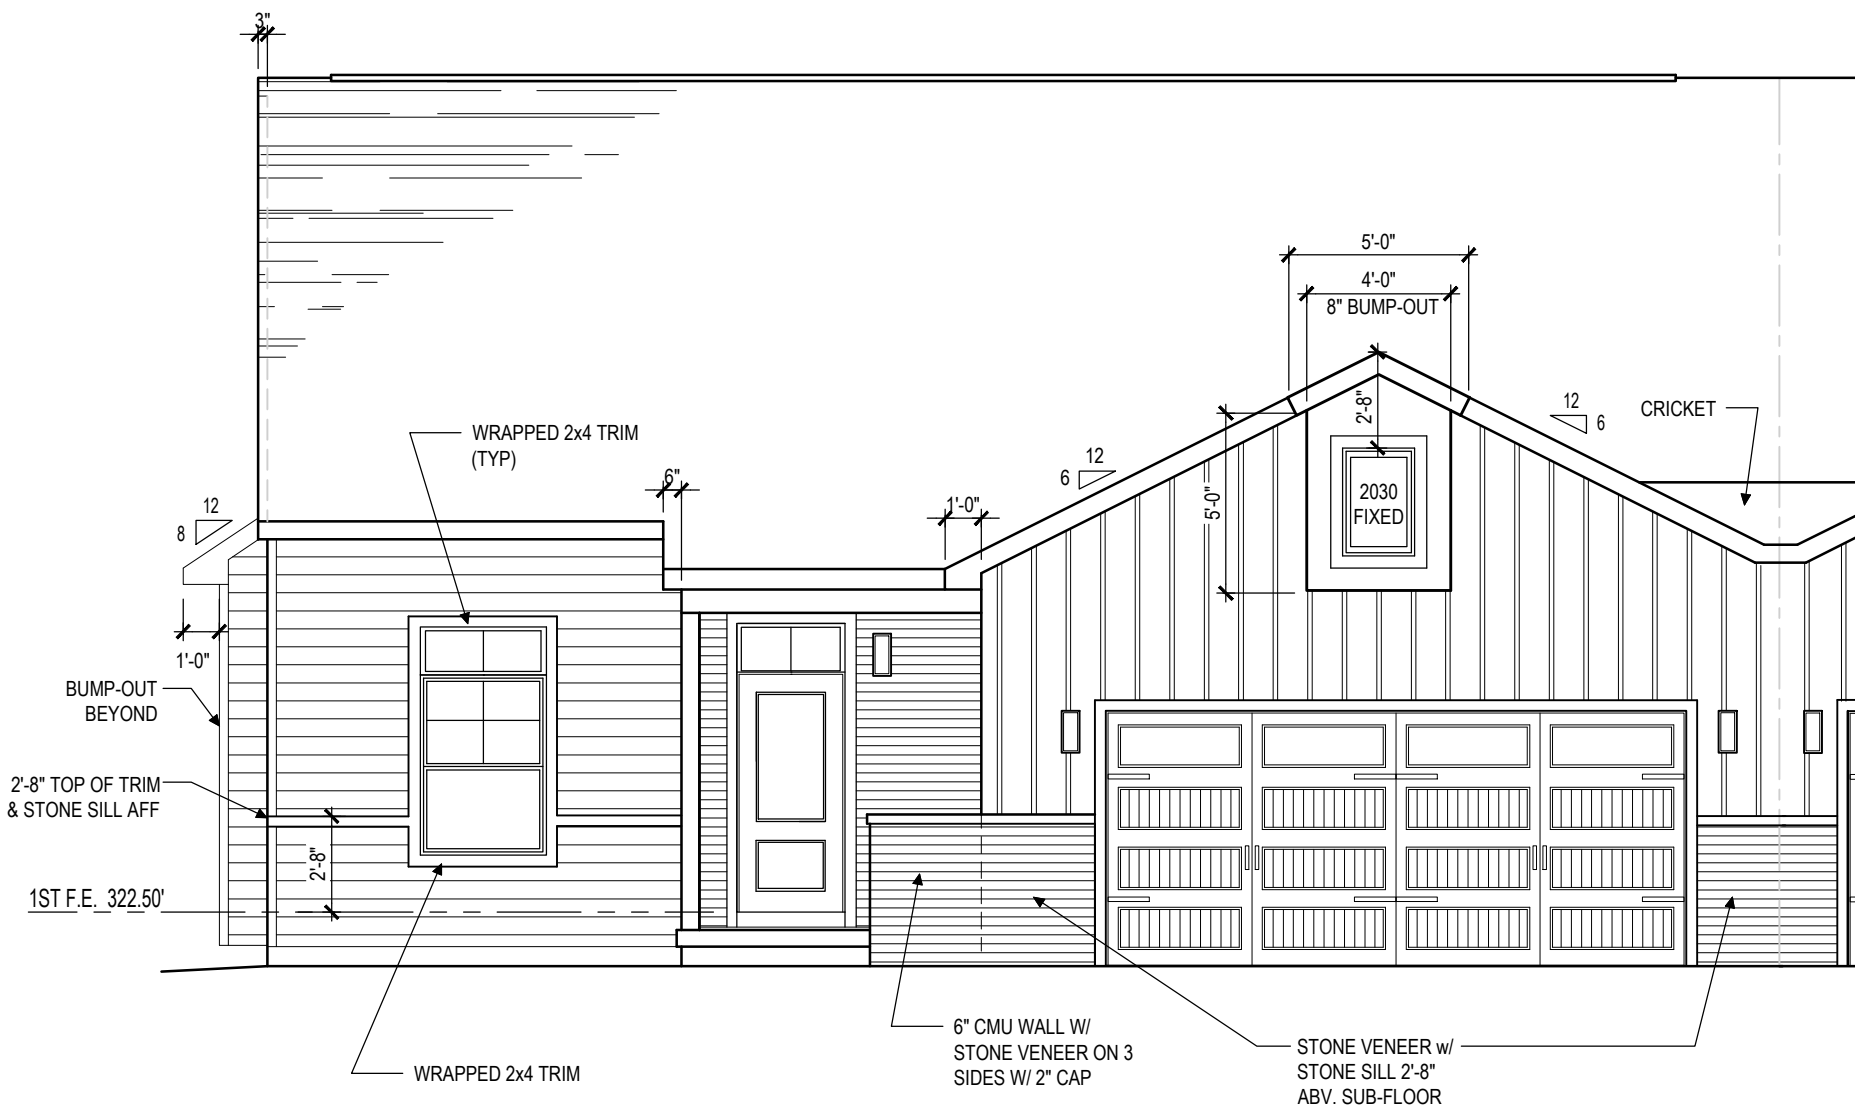 3"
5'-0"
4'-0"
8" BUMP-OUT
2'-8"
12
6
CRICKET
WRAPPED 2x4 TRIM
(TYP)
12
6
6"
2030
FIXED
5'-0"
1'-0"
12
8
1'-0"
BUMP-OUT
BEYOND
2'-8" TOP OF TRIM
& STONE SILL AFF
2'-8"
1ST F.E. 322.50'
6" CMU WALL W/
STONE VENEER ON 3
SIDES W/ 2" CAP
STONE VENEER w/
STONE SILL 2'-8"
ABV. SUB-FLOOR
WRAPPED 2x4 TRIM